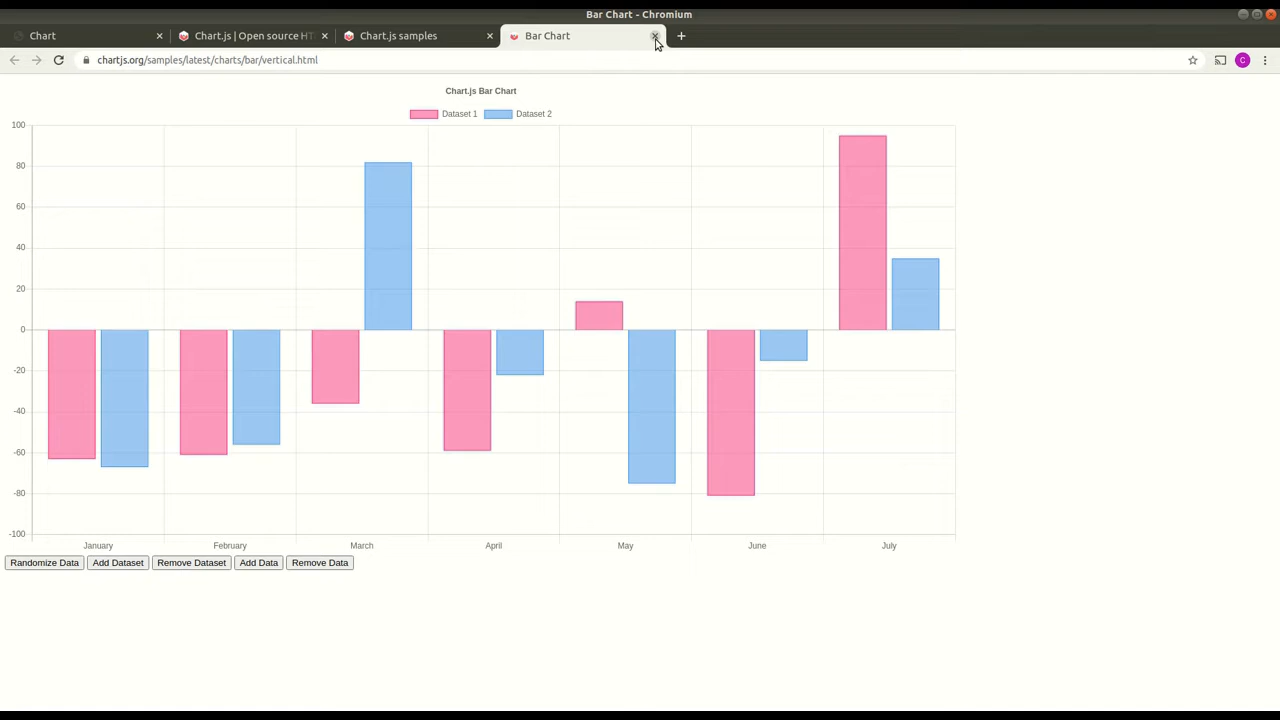 Bar Chart - Chromium
Chart
Chart.js | Open source HT
Chart.js samples
Bar Chart
chartjs.org/samples/latest/charts/bar/vertical.html
C
Chart.js Bar Chart
Dataset 1 Dataset 2
100
80
60
40
20
0
-20
-40
-60
-80
-100
January February March April May June July
Randomize Data Add Dataset Remove Dataset Add Data Remove Data